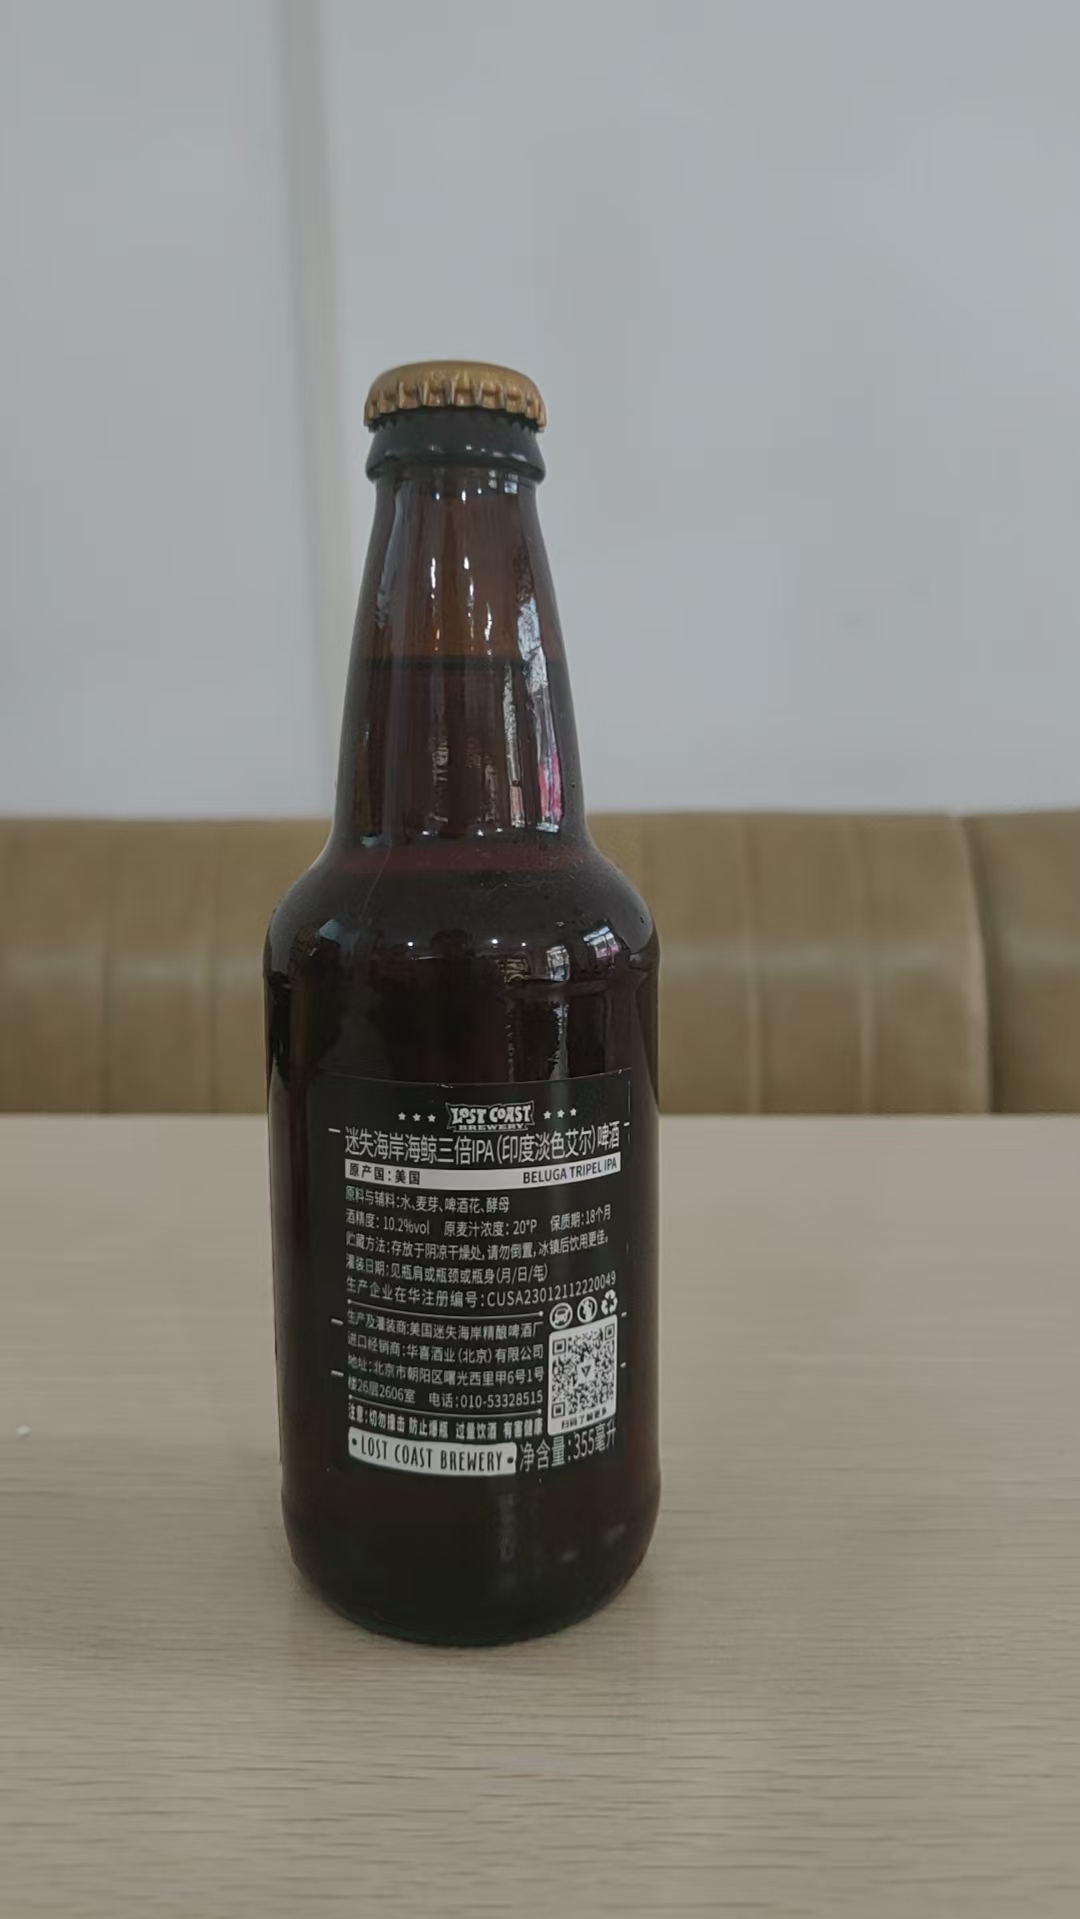 LOST COAST
BREWERY
迷失海岸海鲸三倍IPA(印度淡色艾尔)啤酒
原产国:美国 BELUGA TRIPEL IPA
原料与辅料:水、麦芽、啤酒花、酵母
酒精度: 10.2%vol 原麦汁浓度: 20°P 保质期:18个月
贮藏方法:存放于阴凉干燥处,请勿倒置,冰镇后饮用更佳。
灌装日期:见瓶肩或瓶颈或瓶身(月/日/年)
生产企业在华注册编号:CUSA23012112220049
生产及灌装商:美国迷失海岸精酿啤酒厂
进口经销商:华喜酒业(北京)有限公司
地址:北京市朝阳区曙光西里甲6号1号
楼26层2606室 电话:010-53328515
注意:切勿撞击 防止爆瓶 过量饮酒 有害健康
扫码了解更多
LOST COAST BREWERY
净含量:355毫升